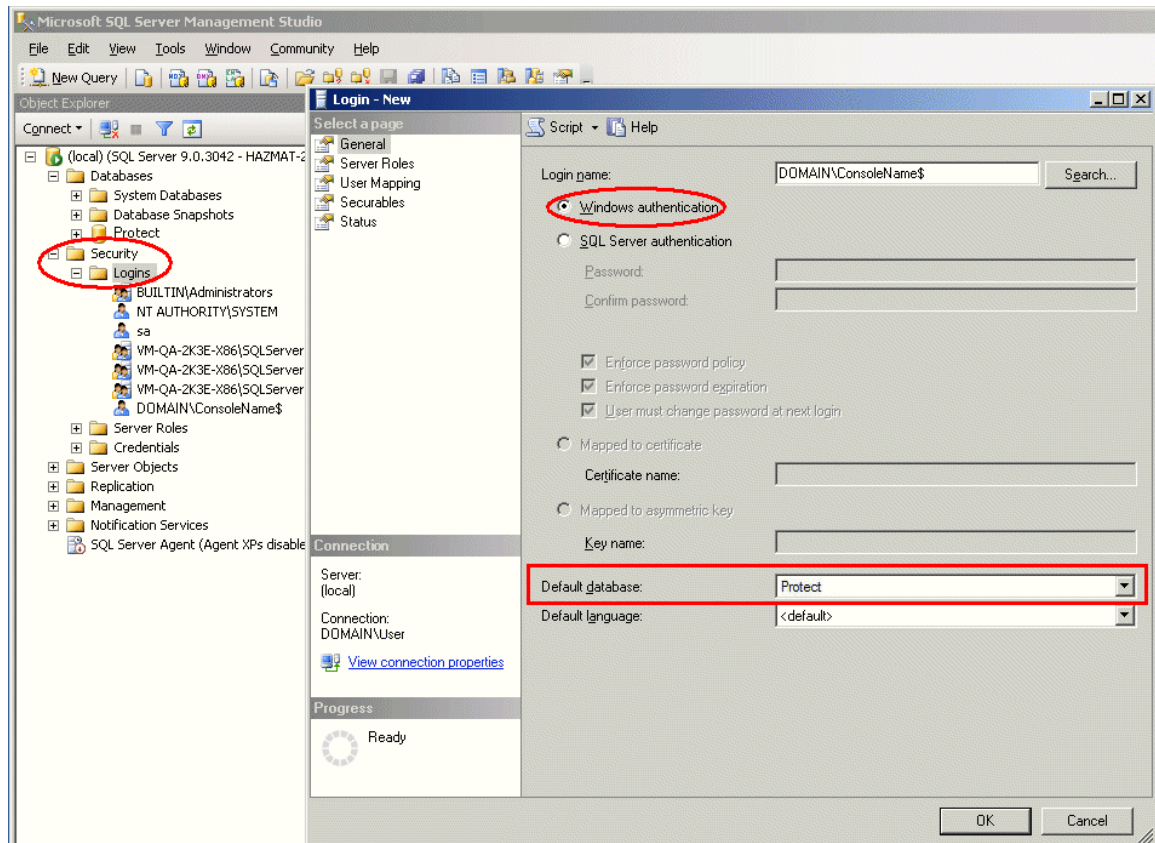 Microsoft SQL Server Management Studio
File Edit View Tools Window Community Help
New Query
Object Explorer
Connect
(local) (SQL Server 9.0.3042 - HAZMAT-2
Databases
System Databases
Database Snapshots
Protect
Security
Logins
BUILTIN\Administrators
NT AUTHORITY\SYSTEM
sa
VM-QA-2K3E-X86\SQLServer
VM-QA-2K3E-X86\SQLServer
VM-QA-2K3E-X86\SQLServer
DOMAIN\ConsoleName$
Server Roles
Credentials
Server Objects
Replication
Management
Notification Services
SQL Server Agent (Agent XPs disable
Login - New
Select a page
General
Server Roles
User Mapping
Securables
Status
Connection
Server:
(local)
Connection:
DOMAIN\User
View connection properties
Progress
Ready
Script Help
Login name: DOMAIN\ConsoleName$ Search...
Windows authentication
SQL Server authentication
Password:
Confirm password:
Enforce password policy
Enforce password expiration
User must change password at next login
Mapped to certificate
Certificate name:
Mapped to asymmetric key
Key name:
Default database: Protect
Default language: <default>
OK Cancel